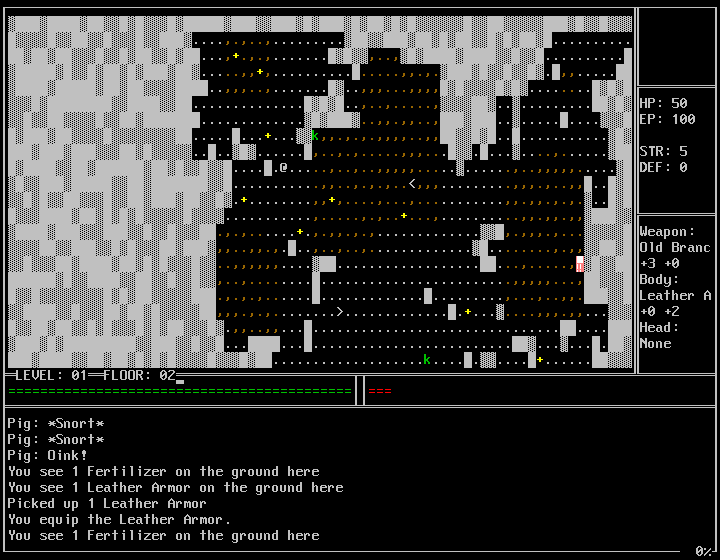 HP: 50
EP: 100
STR: 5
DEF: 0
Weapon:
Old Branc
+3 +0
Body:
Leather A
+0 +2
Head:
None
LEVEL: 01 FLOOR: 02
Pig: *Snort*
Pig: *Snort*
Pig: Oink!
You see 1 Fertilizer on the ground here
You see 1 Leather Armor on the ground here
Picked up 1 Leather Armor
You equip the Leather Armor.
You see 1 Fertilizer on the ground here
0%